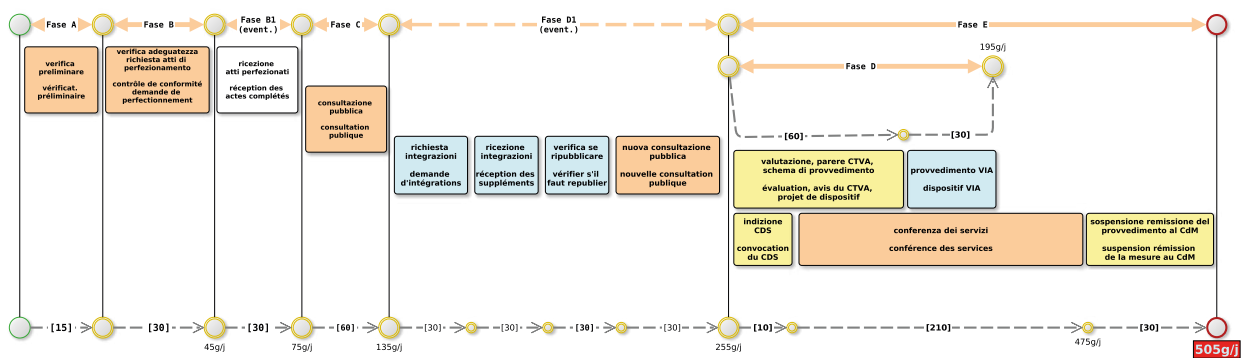 Fase A
Fase B
Fase B1
(event.)
Fase C
Fase D1
(event.)
Fase E
195g/j
Fase D
verifica
preliminare
vérificat.
préliminaire
verifica adeguatezza
richiesta atti di
perfezionamento
contrôle de conformité
demande de
perfectionnement
ricezione
atti perfezionati
réception des
actes complétés
consultazione
pubblica
consultation
publique
richiesta
integrazioni
demande
d'intégrations
ricezione
integrazioni
réception des
suppléments
verifica se
ripubblicare
vérifier s'il
faut republier
nuova consultazione
pubblica
nouvelle consultation
publique
[60]
[30]
valutazione, parere CTVA,
schema di provvedimento
évaluation, avis du CTVA,
projet de dispositif
provvedimento VIA
dispositif VIA
indizione
CDS
convocation
du CDS
conferenza dei servizi
conférence des services
sospensione remissione del
provvedimento al CdM
suspension rémission
de la mesure au CdM
[15]
[30]
[30]
[60]
[30]
[30]
[30]
[30]
[10]
[210]
[30]
45g/j
75g/j
135g/j
255g/j
475g/j
505g/j